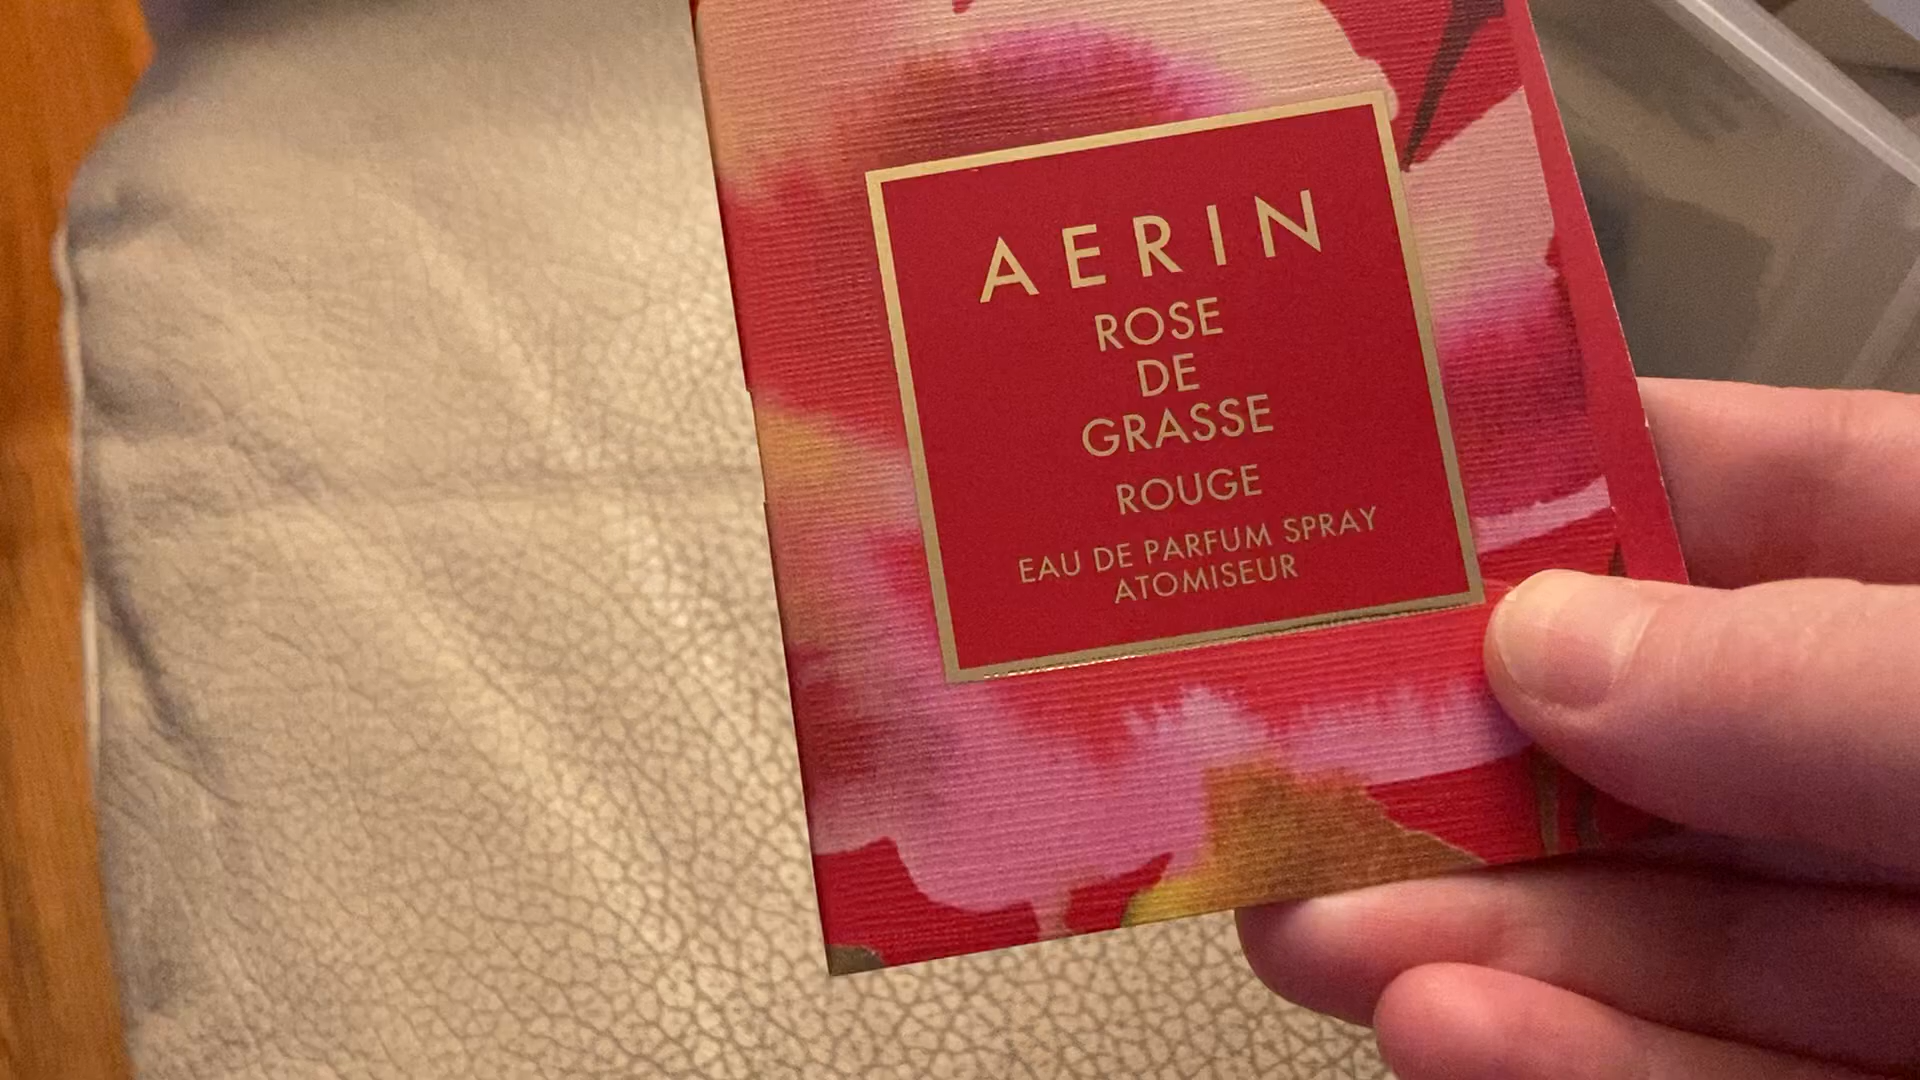 AERIN
ROSE
DE
GRASSE
ROUGE
EAU DE PARFUM SPRAY
ATOMISEUR